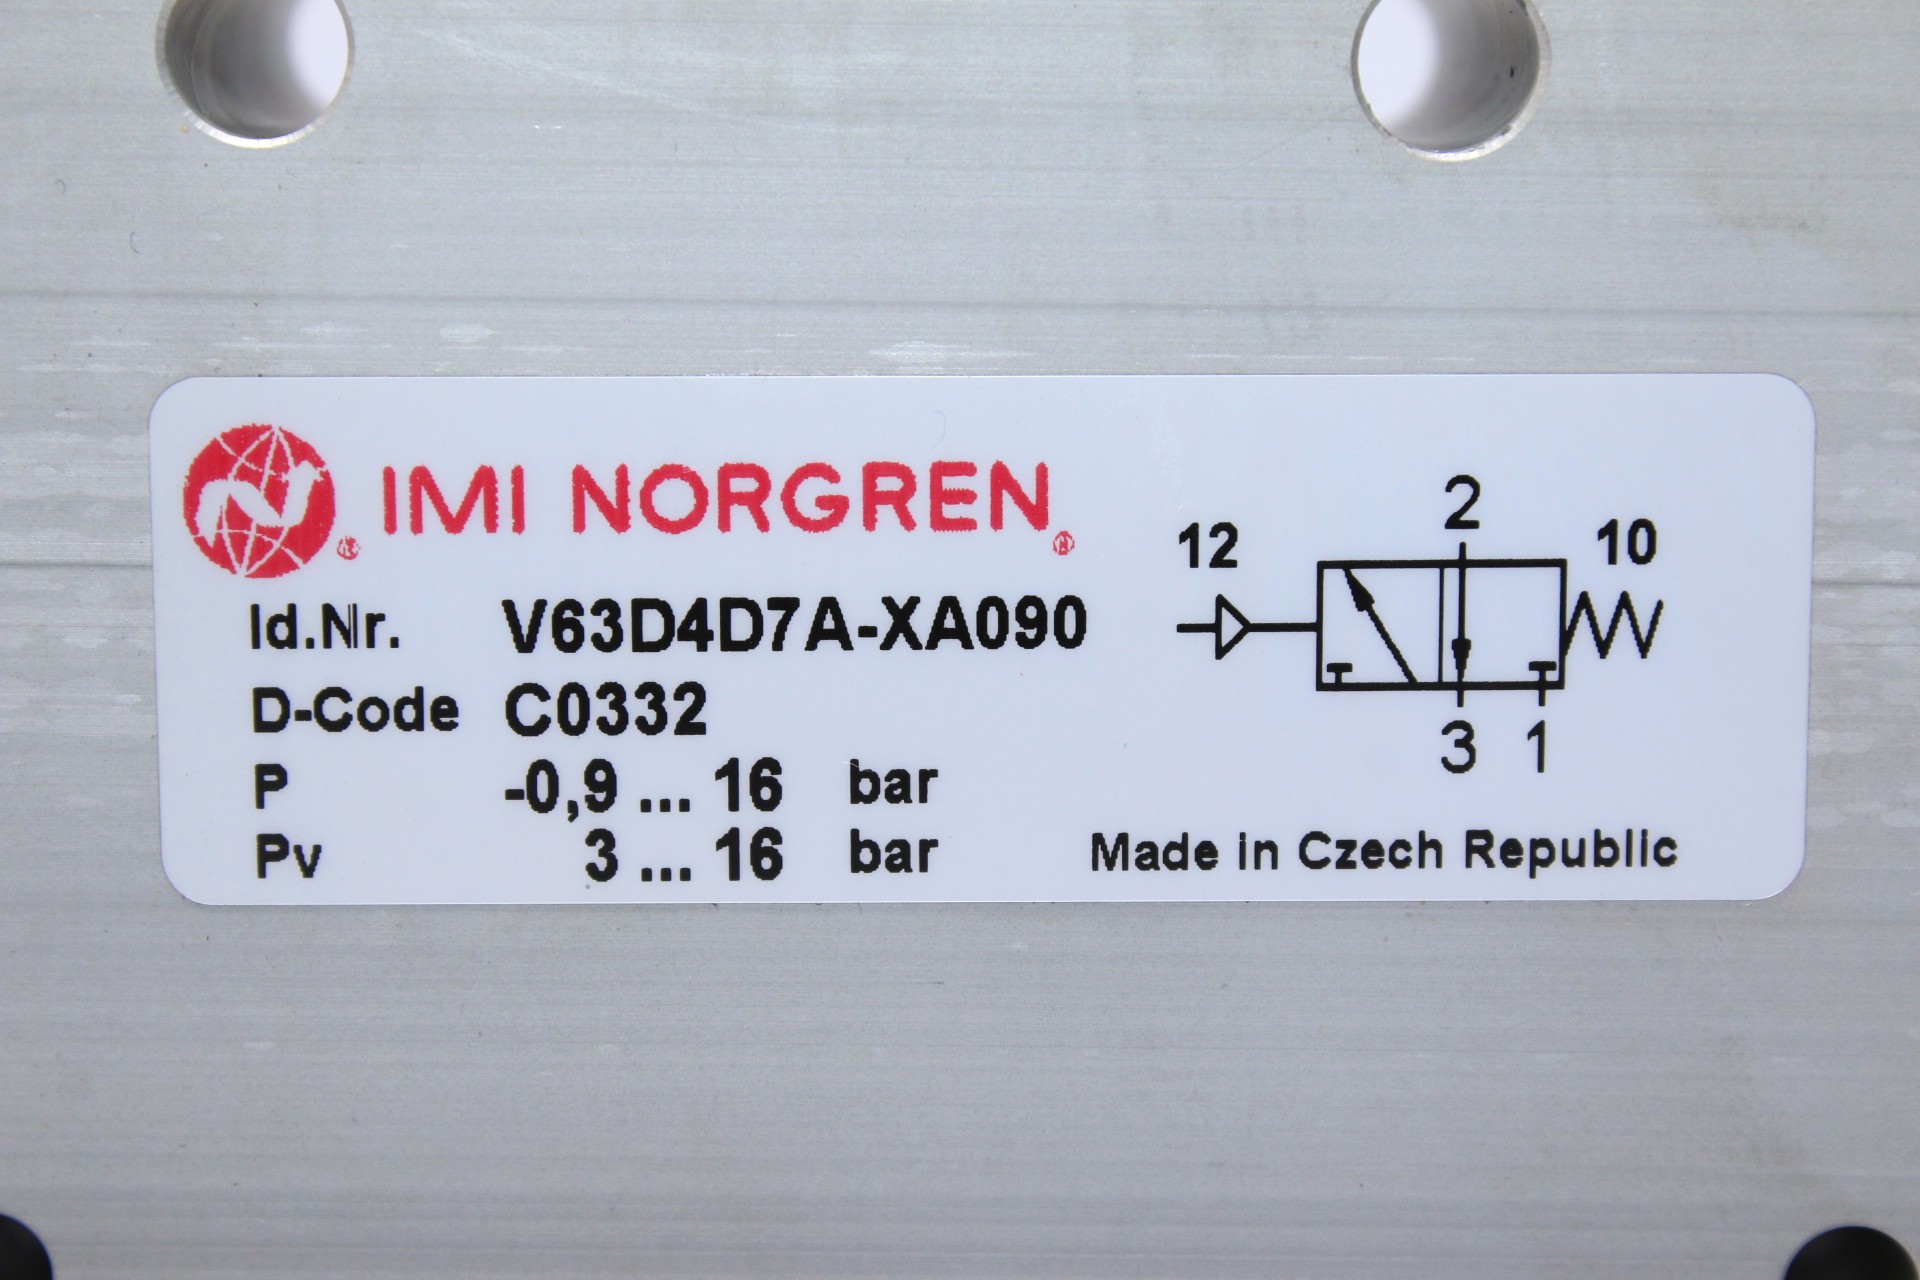 IMI NORGREN
Id.Nr. V63D4D7A-XA090
D-Code C0332
P -0,9 ... 16 bar
Pv 3 ... 16 bar
12
2
10
3 1
Made in Czech Republic